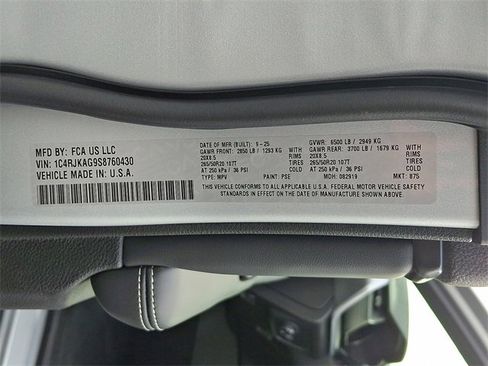 MFD BY: FCA US LLC
VIN: 1C4RJKAG9S8760430
VEHICLE MADE IN: U.S.A.
DATE OF MFR (BUILT): 9-25
GAWR FRONT: 2850 LB / 1293 KG WITH
20X8.5 RIMS
265/50R20 107T
AT 250 kPa / 36 PSI COLD
TYPE: MPV PAINT: PSE
GVWR: 6500 LB / 2949 KG
GAWR REAR: 3700 LB / 1679 KG WITH
20X8.5 RIMS
265/50R20 107T
AT 250 kPa / 36 PSI COLD
MDH: 082919 MKT: 875
THIS VEHICLE CONFORMS TO ALL APPLICABLE U.S.A. FEDERAL MOTOR VEHICLE SAFETY
STANDARDS IN EFFECT ON THE DATE OF MANUFACTURE SHOWN ABOVE.